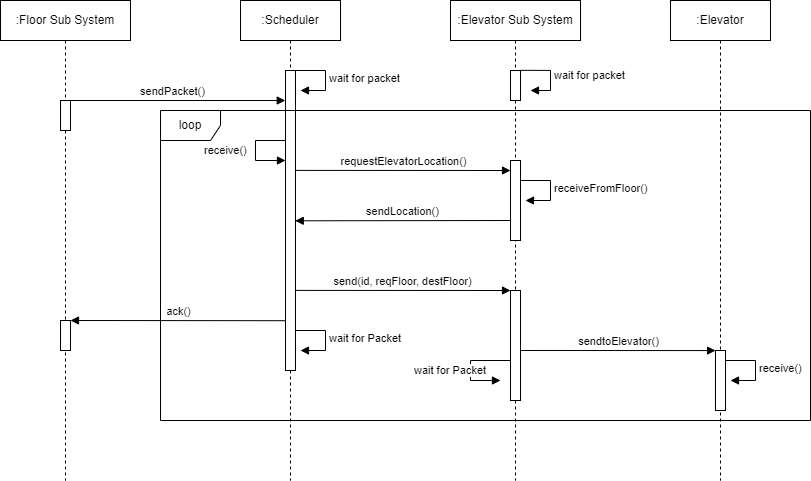 :Floor Sub System
:Scheduler
:Elevator Sub System
:Elevator
wait for packet
wait for packet
sendPacket()
loop
receive()
requestElevatorLocation()
receiveFromFloor()
sendLocation()
send(id, reqFloor, destFloor)
ack()
wait for Packet
sendtoElevator()
wait for Packet
receive()